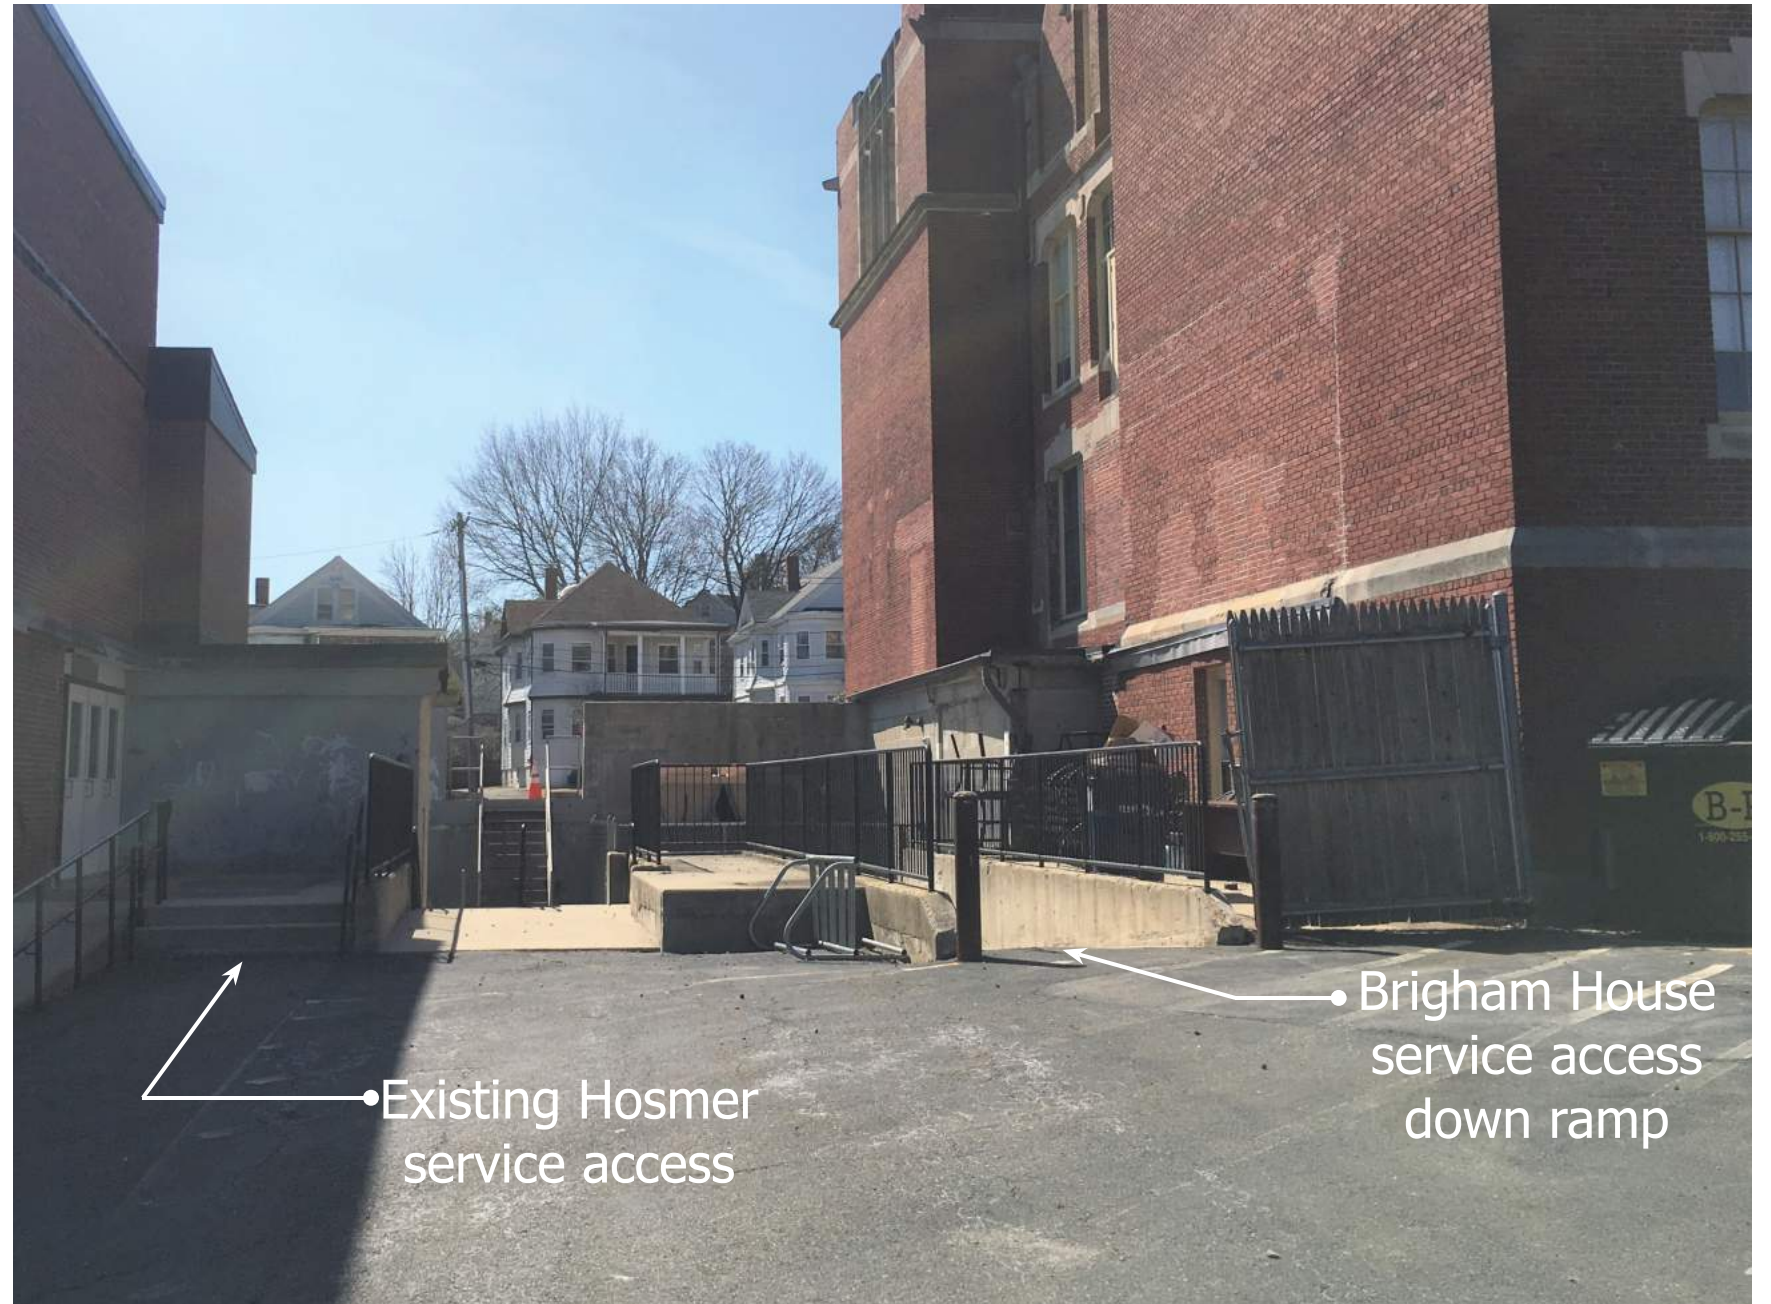 Brigham House
service access
down ramp
Existing Hosmer
service access